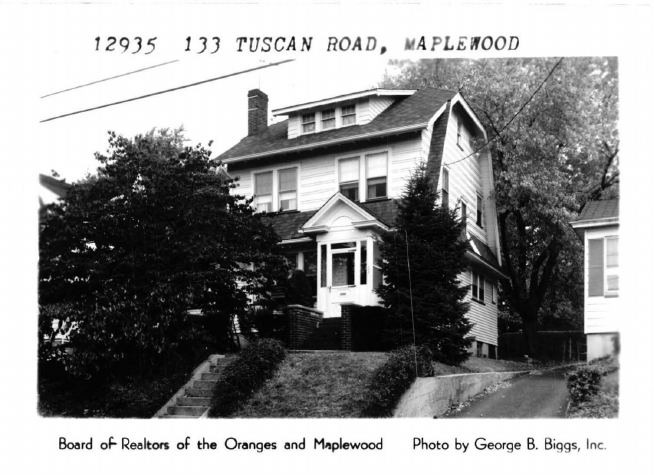 12935 133 TUSCAN ROAD, MAPLEWOOD
Board of Realtors of the Oranges and Maplewood Photo by George B. Biggs, Inc.